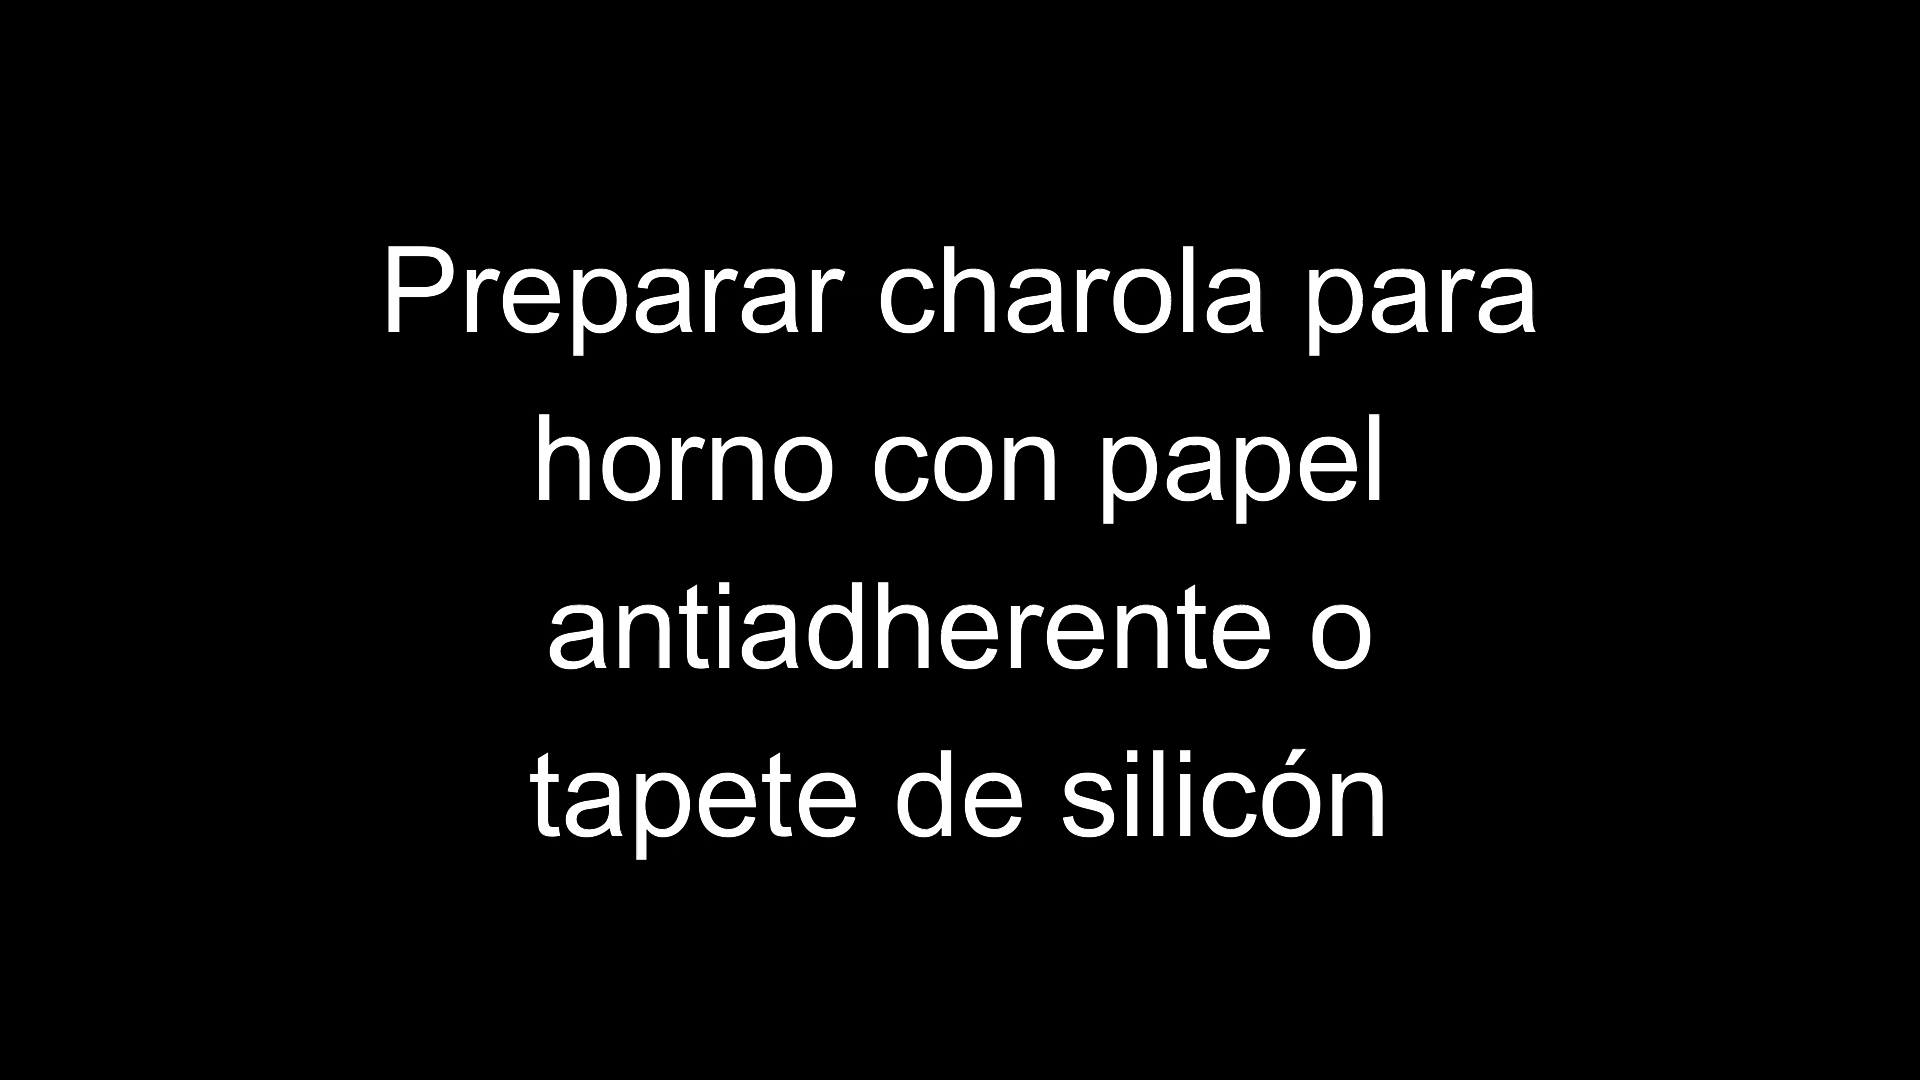 Preparar charola para
horno con papel
antiadherente o
tapete de silicón